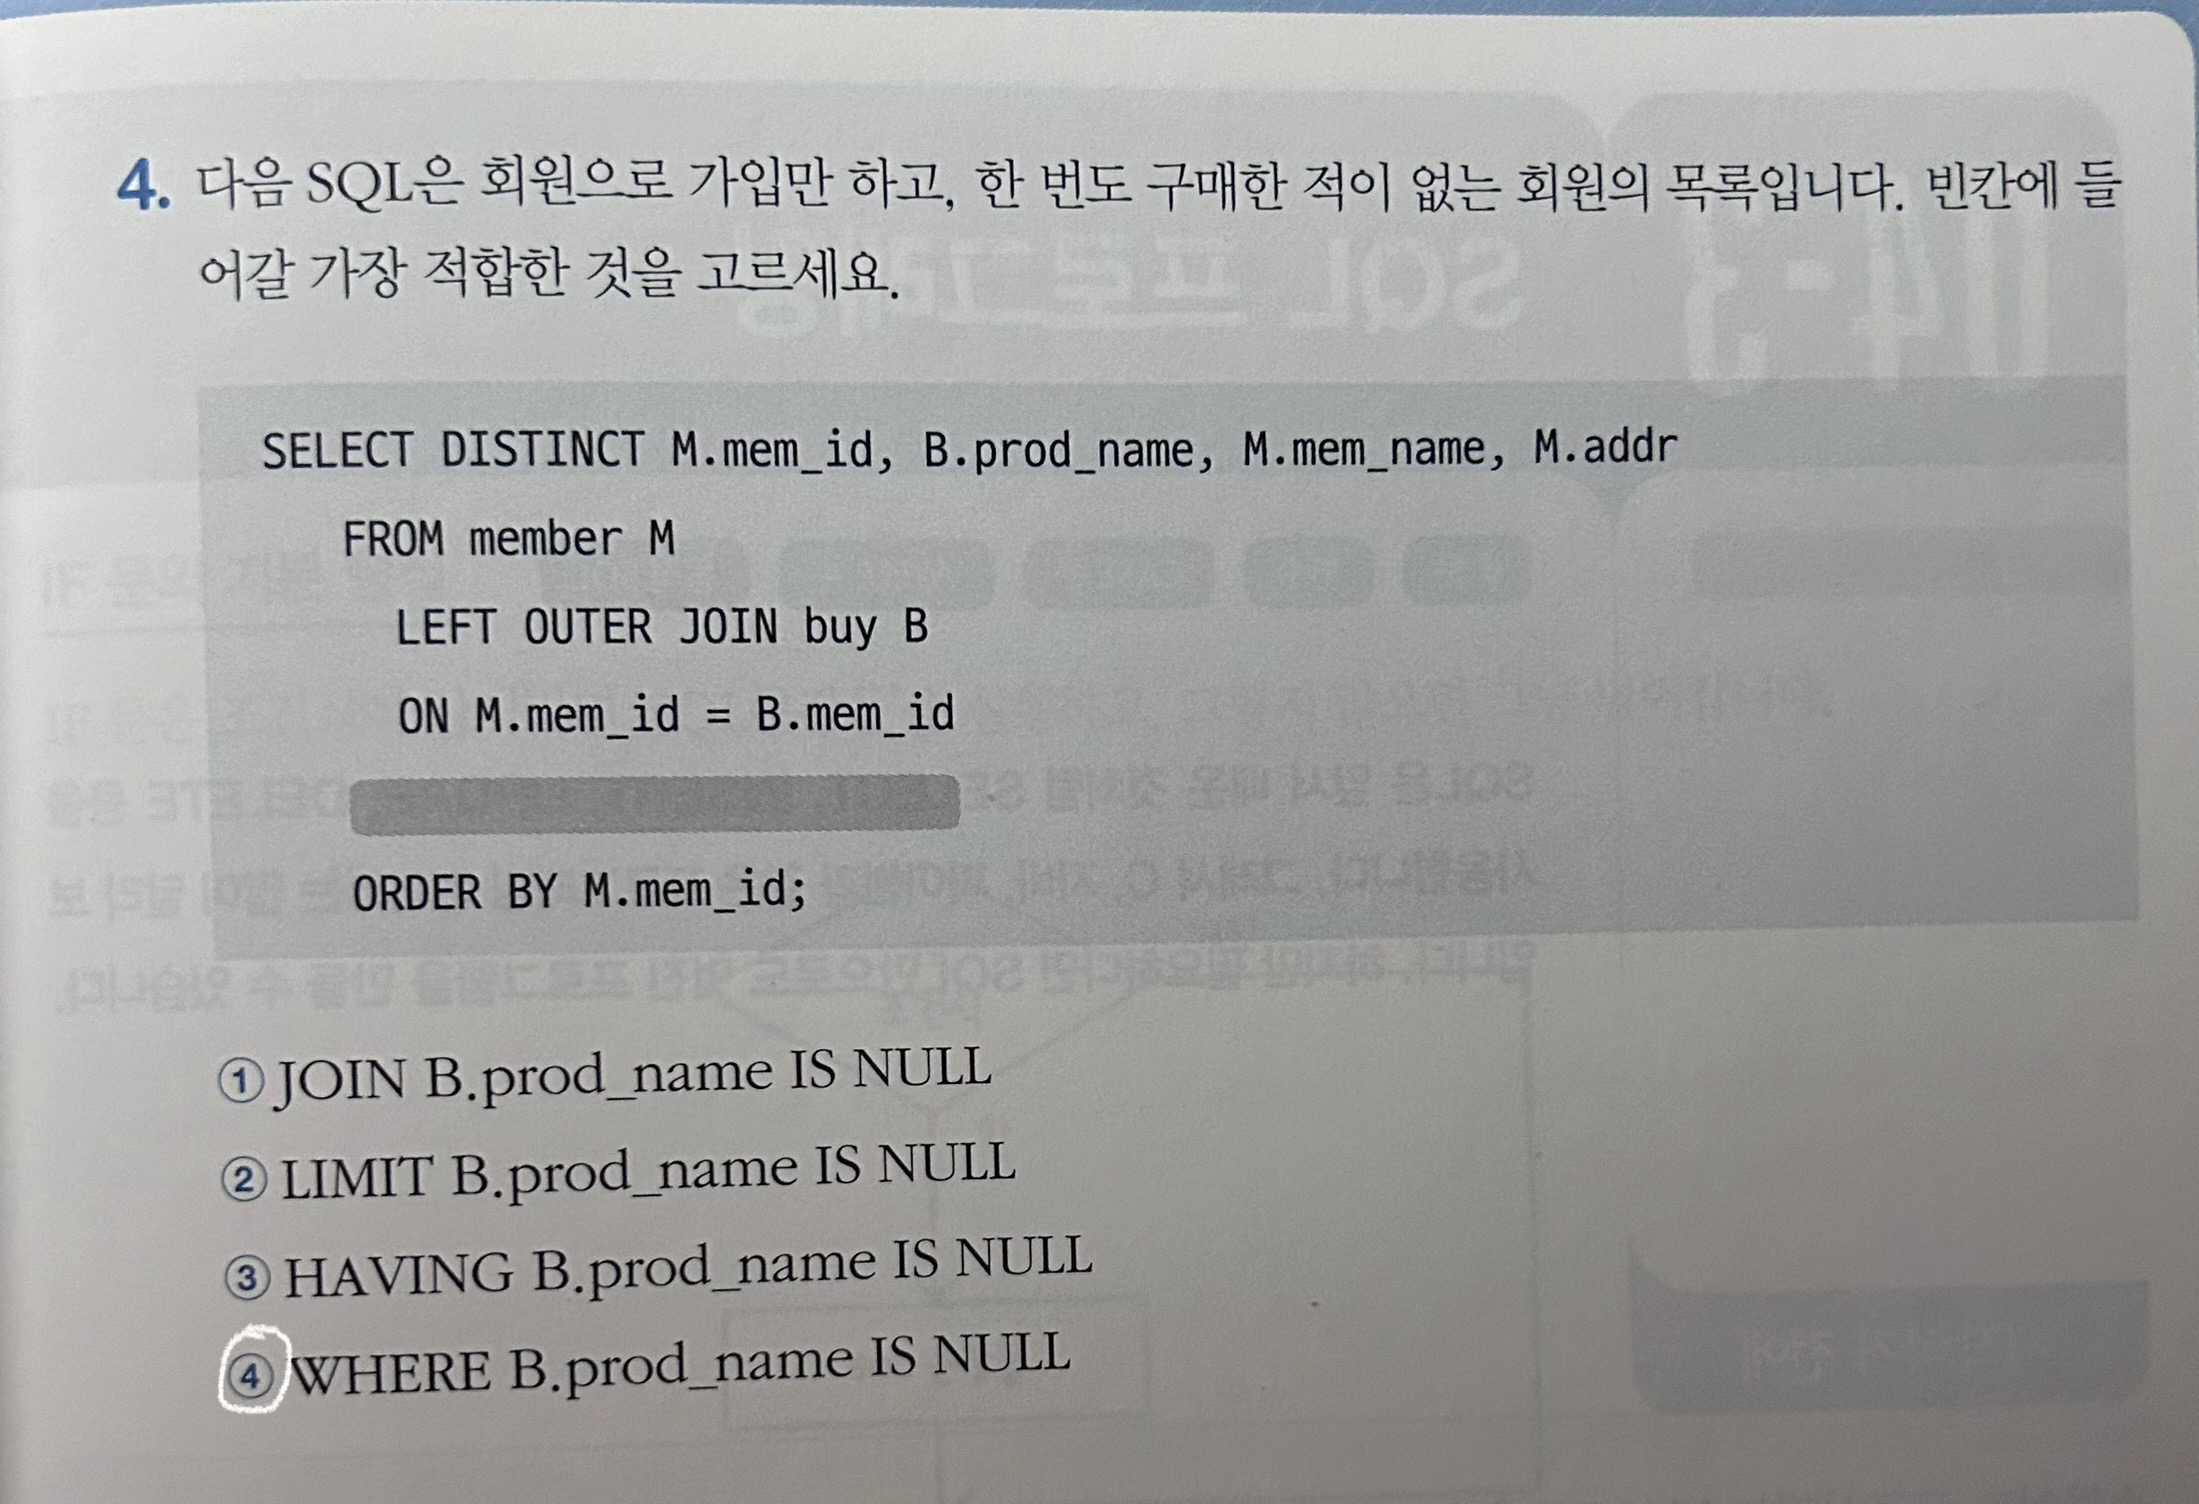 4. 다음 SQL은 회원으로 가입만 하고, 한 번도 구매한 적이 없는 회원의 목록입니다. 빈칸에 들
어갈 가장 적합한 것을 고르세요.
SELECT DISTINCT M.mem_id, B.prod_name, M.mem_name, M.addr
FROM member M
LEFT OUTER JOIN buy B
ON M.mem_id = B.mem_id
ORDER BY M.mem_id;
① JOIN B.prod_name IS NULL
② LIMIT B.prod_name IS NULL
③ HAVING B.prod_name IS NULL
④ WHERE B.prod_name IS NULL